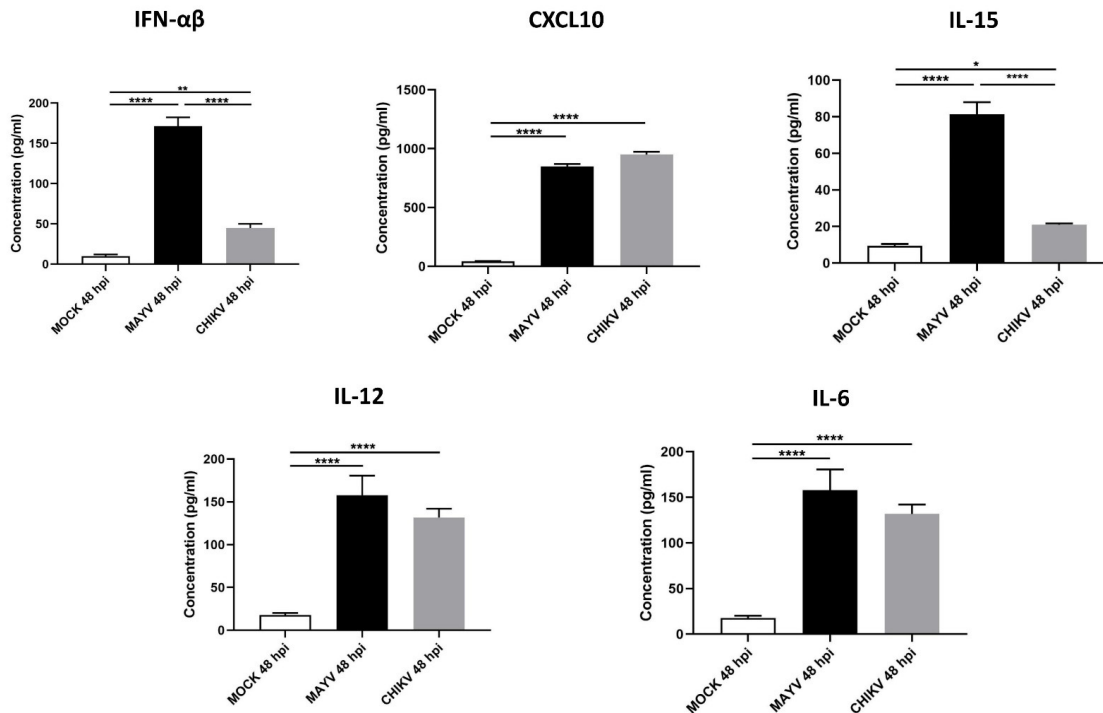 IFN-αβ
**
**** ****
Concentration (pg/ml)
200
150
100
50
0
MOCK 48 hpi
MAYV 48 hpi
CHIKV 48 hpi
CXCL10
****
****
Concentration (pg/ml)
1500
1000
500
0
MOCK 48 hpi
MAYV 48 hpi
CHIKV 48 hpi
IL-15
*
**** ****
Concentration (pg/ml)
100
80
60
40
20
0
MOCK 48 hpi
MAYV 48 hpi
CHIKV 48 hpi
IL-12
****
****
Concentration (pg/ml)
200
150
100
50
0
MOCK 48 hpi
MAYV 48 hpi
CHIKV 48 hpi
IL-6
****
****
Concentration (pg/ml)
200
150
100
50
0
MOCK 48 hpi
MAYV 48 hpi
CHIKV 48 hpi